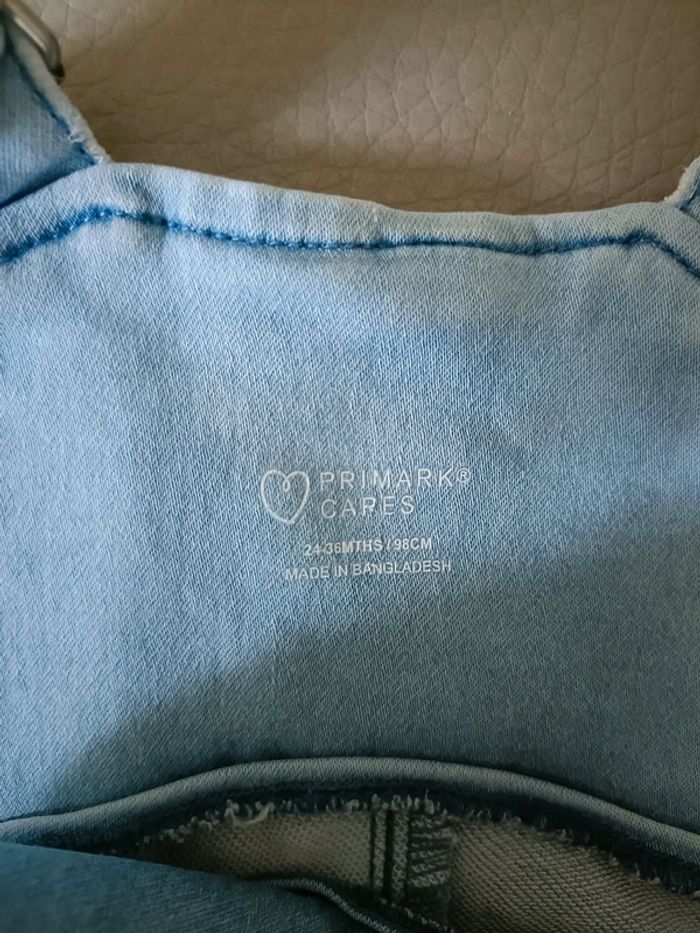 PRIMARK®
CARES
24-36MTHS / 98CM
MADE IN BANGLADESH